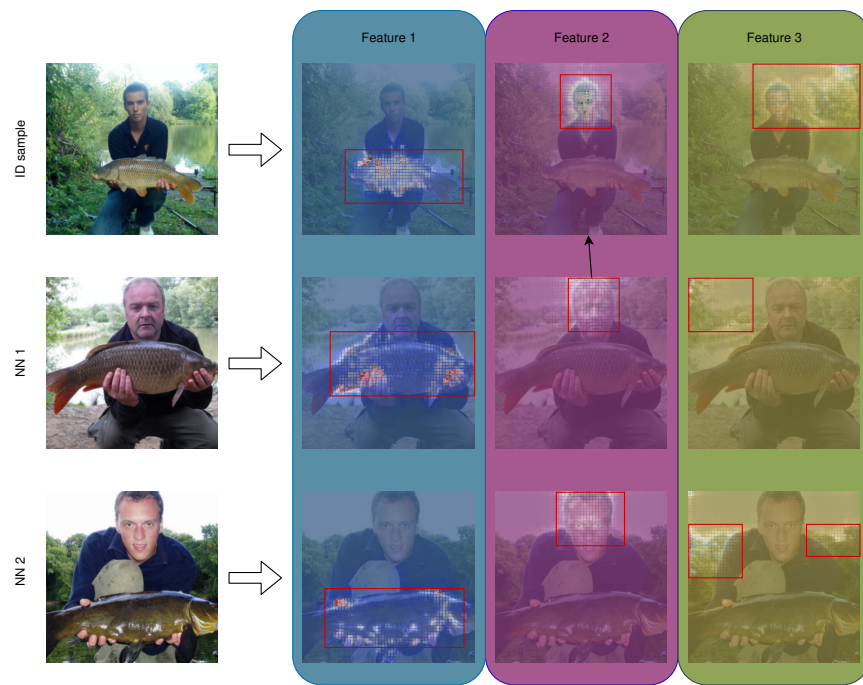 Feature 1
Feature 2
Feature 3
ID sample
NN 1
NN 2